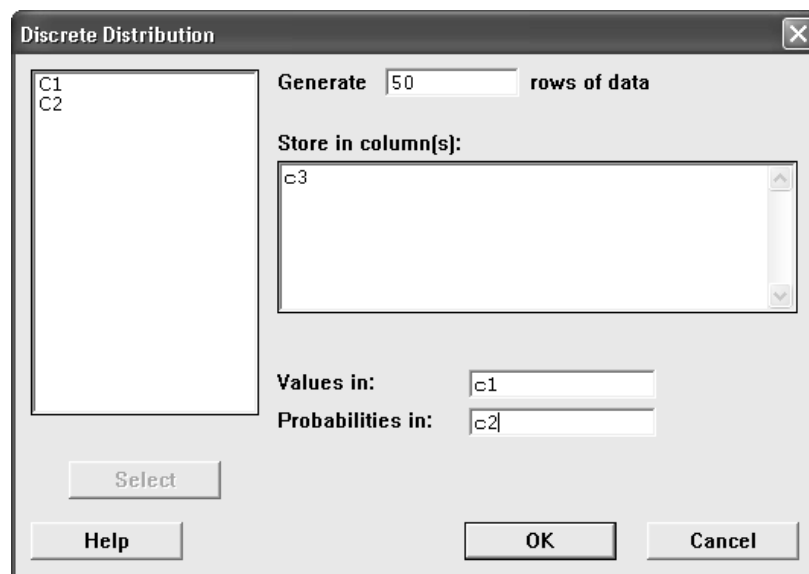 Discrete Distribution
C1
C2
Generate 50 rows of data
Store in column(s):
c3
Values in: c1
Probabilities in: c2
Select
Help OK Cancel